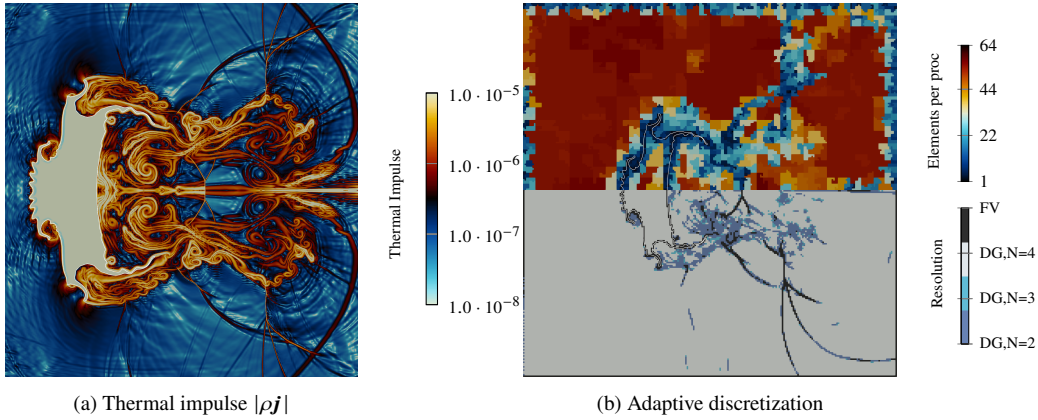 Thermal Impulse
1.0 · 10⁻⁵
1.0 · 10⁻⁶
1.0 · 10⁻⁷
1.0 · 10⁻⁸
Elements per proc
64
44
22
1
Resolution
FV
DG,N=4
DG,N=3
DG,N=2
(a) Thermal impulse |ρj|
(b) Adaptive discretization